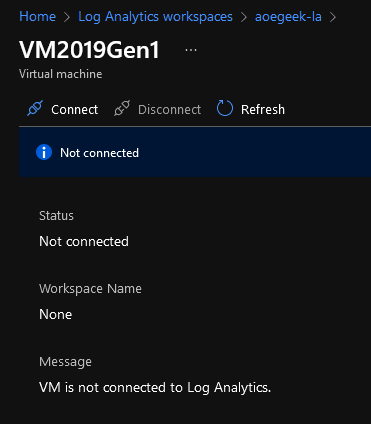 Home > Log Analytics workspaces > aoegeek-la >
VM2019Gen1 ...
Virtual machine
Connect Disconnect Refresh
Not connected
Status
Not connected
Workspace Name
None
Message
VM is not connected to Log Analytics.